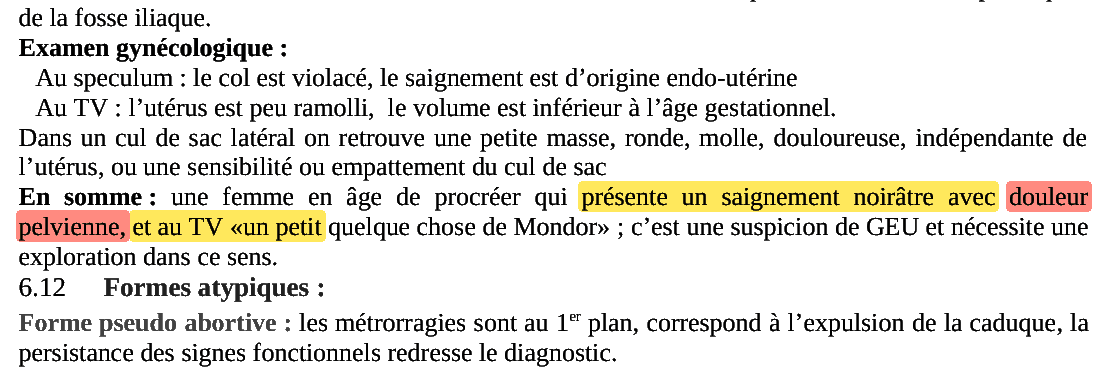 de la fosse iliaque.
Examen gynécologique :
Au speculum : le col est violacé, le saignement est d’origine endo-utérine
Au TV : l’utérus est peu ramolli, le volume est inférieur à l’âge gestationnel.
Dans un cul de sac latéral on retrouve une petite masse, ronde, molle, douloureuse, indépendante de
l’utérus, ou une sensibilité ou empattement du cul de sac
En somme : une femme en âge de procréer qui présente un saignement noirâtre avec douleur
pelvienne, et au TV «un petit quelque chose de Mondor» ; c’est une suspicion de GEU et nécessite une
exploration dans ce sens.
6.12 Formes atypiques :
Forme pseudo abortive : les métrorragies sont au 1er plan, correspond à l’expulsion de la caduque, la
persistance des signes fonctionnels redresse le diagnostic.